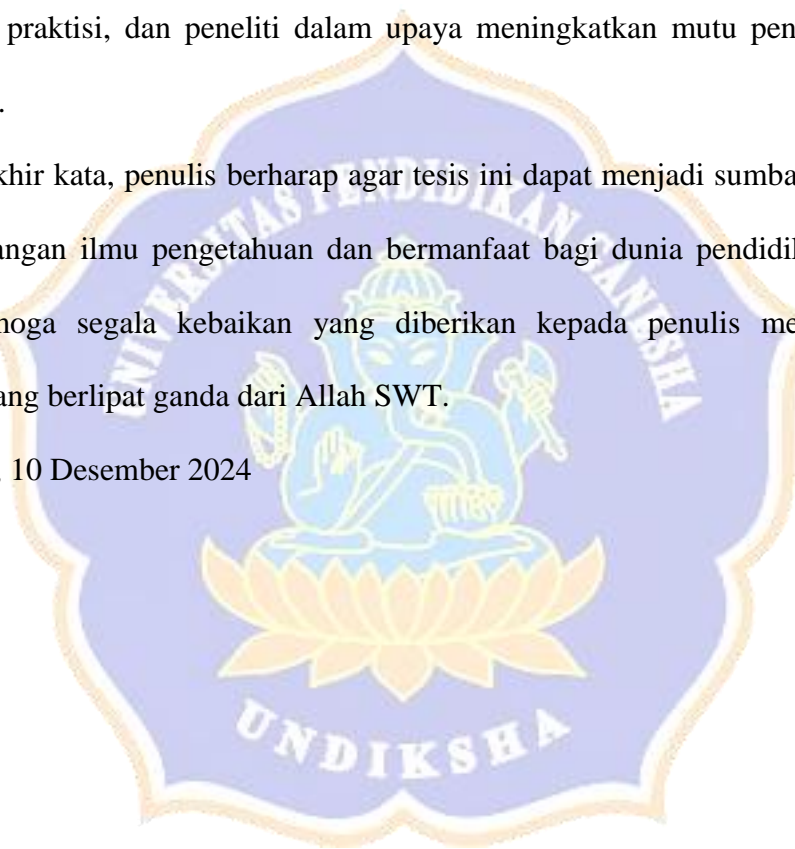 praktisi, dan peneliti dalam upaya meningkatkan mutu pen
.
khir kata, penulis berharap agar tesis ini dapat menjadi sumba
angan ilmu pengetahuan dan bermanfaat bagi dunia pendidil
noga segala kebaikan yang diberikan kepada penulis me
ang berlipat ganda dari Allah SWT.
10 Desember 2024
UNIVERSITAS PENDIDIKAN GANESHA
UNDIKSHA